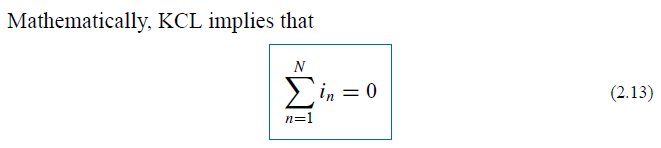 Mathematically, KCL implies that
N
∑ iₙ = 0 (2.13)
n=1